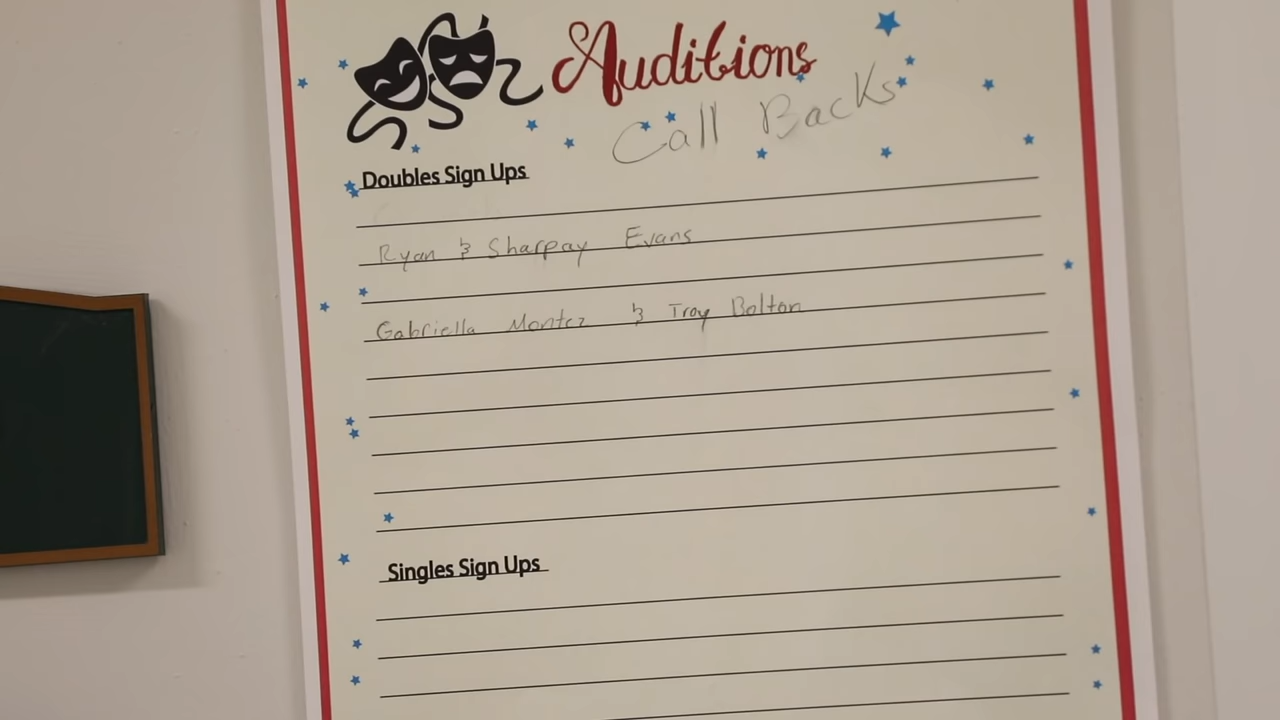 Auditions
Call Backs
Doubles Sign Ups
Ryan & Sharpay Evans
Gabriella Montez & Troy Bolton
Singles Sign Ups